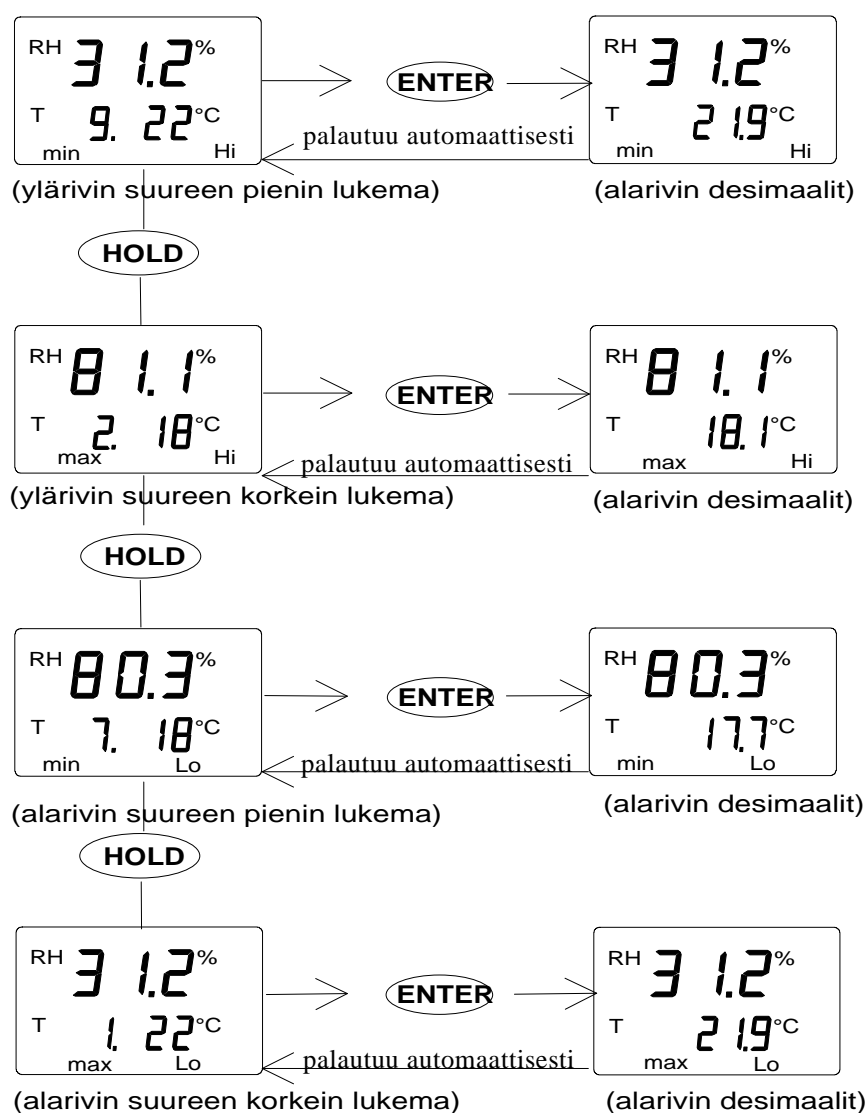 RH 31.2 % ENTER RH 31.2 %
T 9. 22 °C palautuu automaattisesti T 21.9 °C
min Hi min Hi
(ylärivin suureen pienin lukema) (alarivin desimaalit)
HOLD
RH 81.1 % ENTER RH 81.1 %
T 2. 18 °C palautuu automaattisesti T 18.1 °C
max Hi max Hi
(ylärivin suureen korkein lukema) (alarivin desimaalit)
HOLD
RH 80.3 % ENTER RH 80.3 %
T 7. 18 °C palautuu automaattisesti T 17.7 °C
min Lo min Lo
(alarivin suureen pienin lukema) (alarivin desimaalit)
HOLD
RH 31.2 % ENTER RH 31.2 %
T 1. 22 °C palautuu automaattisesti T 21.9 °C
max Lo max Lo
(alarivin suureen korkein lukema) (alarivin desimaalit)